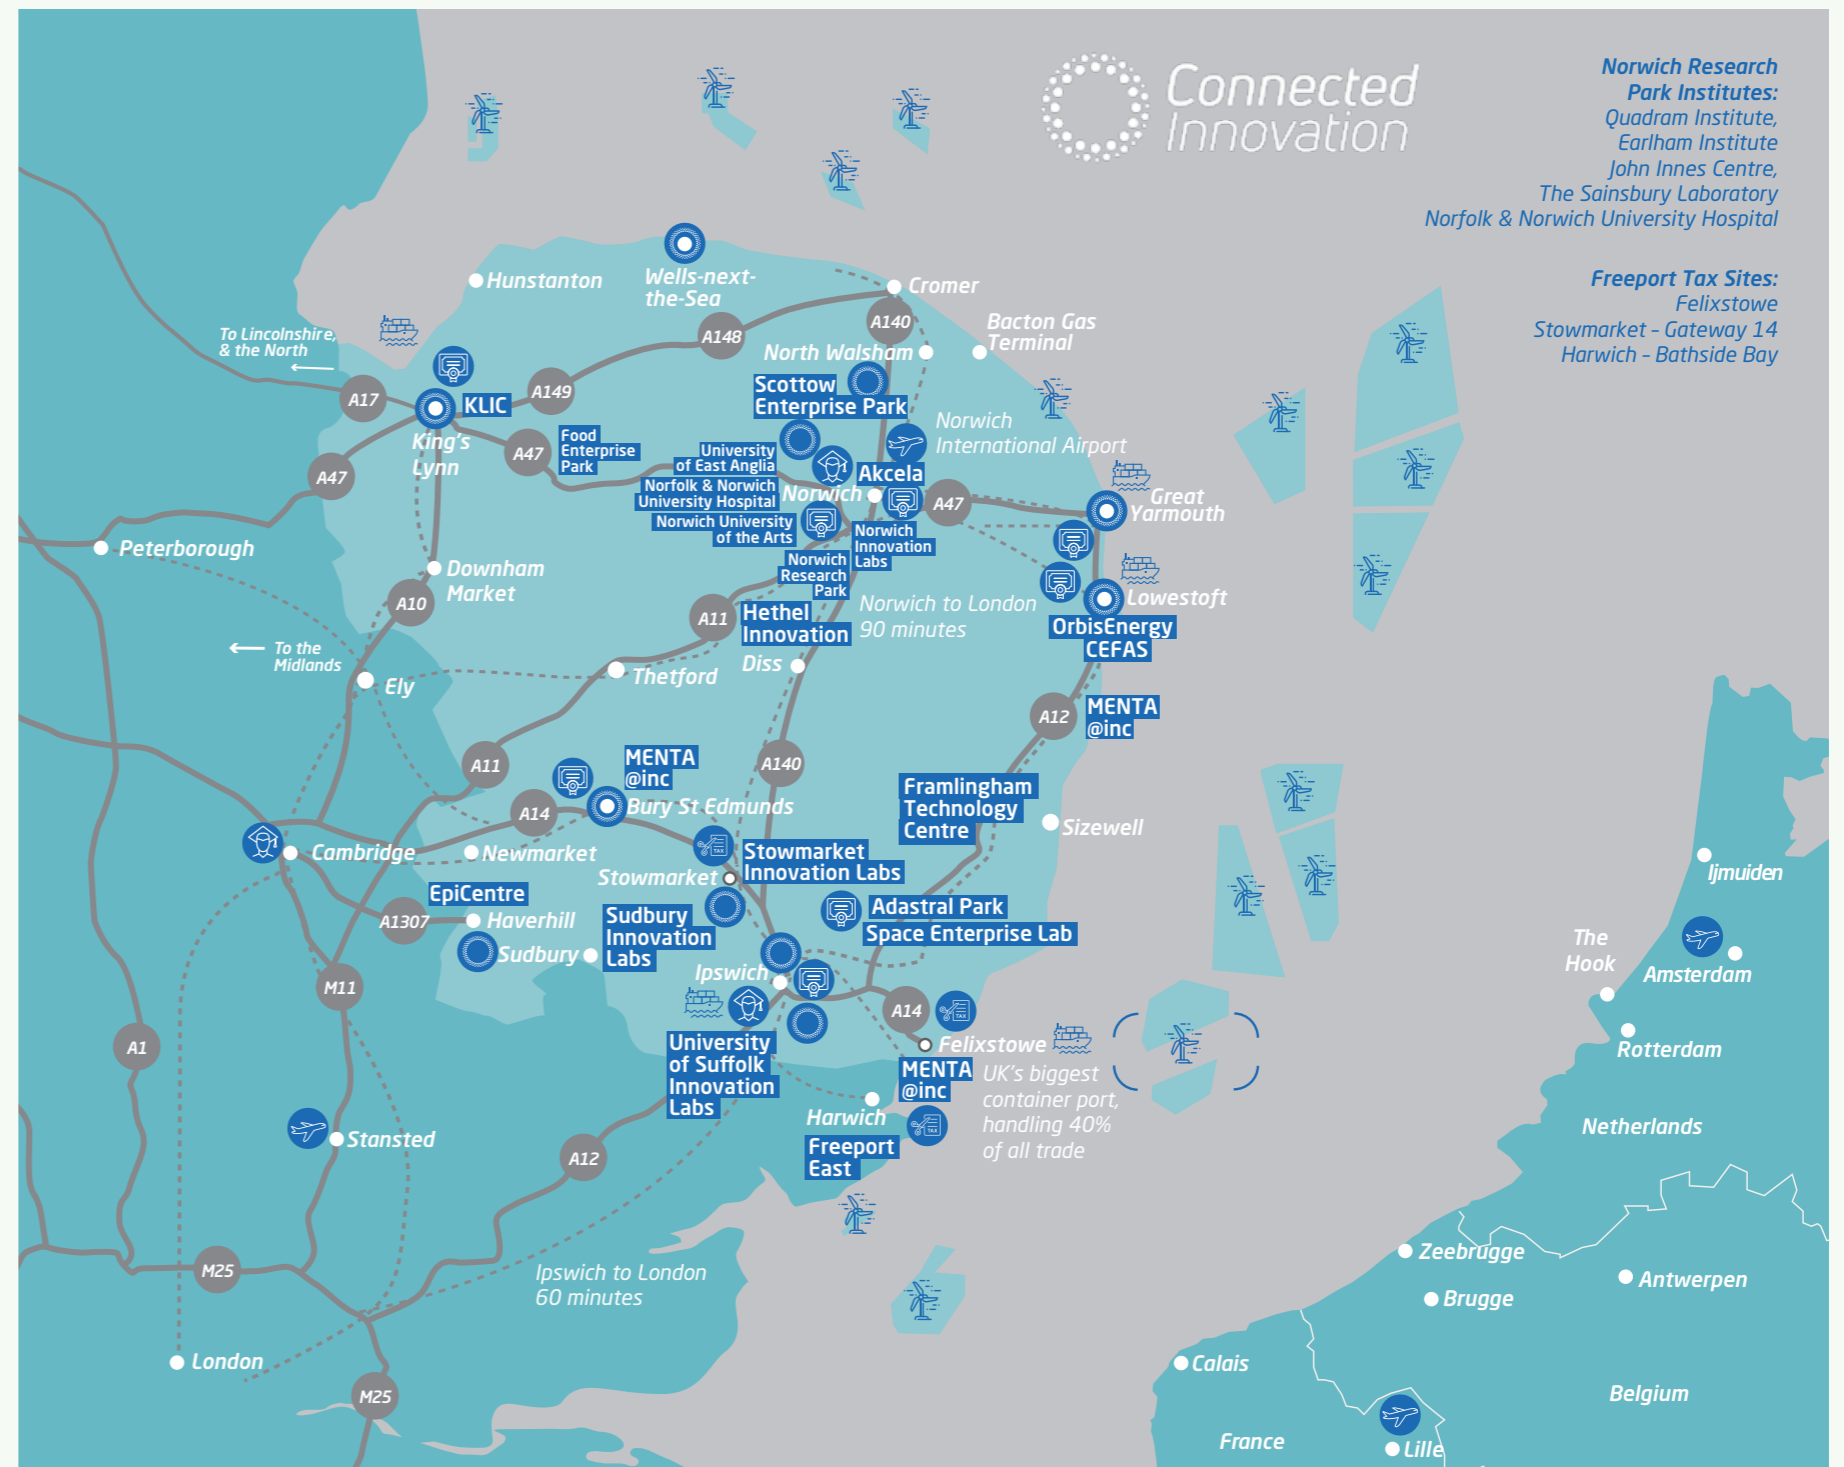 Connected
Innovation
Norwich Research
Park Institutes:
Quadram Institute,
Earlham Institute
John Innes Centre,
The Sainsbury Laboratory
Norfolk & Norwich University Hospital
Freeport Tax Sites:
Felixstowe
Stowmarket - Gateway 14
Harwich - Bathside Bay
Hunstanton
Wells-next-
the-Sea
Cromer
To Lincolnshire,
& the North
A148
A140
Bacton Gas
Terminal
North Walsham
A17
KLIC
A149
Scottow
Enterprise Park
King's
Lynn
A47
A47
Food
Enterprise
Park
University
of East Anglia
Norwich
International Airport
Akcela
Norfolk & Norwich
University Hospital
Norwich
A47
Great
Yarmouth
Norwich University
of the Arts
Norwich
Innovation
Labs
Norwich
Research
Park
Peterborough
Downham
Market
A10
A11
Hethel
Innovation
Norwich to London
90 minutes
Lowestoft
OrbisEnergy
CEFAS
To the
Midlands
Ely
Thetford
Diss
A12
MENTA
@inc
A11
MENTA
@inc
A140
A14
Bury St Edmunds
Framlingham
Technology
Centre
Sizewell
Cambridge
Newmarket
TAX
Stowmarket
Innovation Labs
Stowmarket
EpiCentre
A1307
Haverhill
Sudbury
Sudbury
Innovation
Labs
Adastral Park
Space Enterprise Lab
Ipswich
M11
A14
TAX
A1
University
of Suffolk
Innovation
Labs
Felixstowe
MENTA
@inc
UK's biggest
container port,
handling 40%
of all trade
Harwich
TAX
Freeport
East
Stansted
A12
M25
Ipswich to London
60 minutes
London
M25
Ijmuiden
The
Hook
Amsterdam
Rotterdam
Netherlands
Zeebrugge
Antwerpen
Brugge
Calais
Belgium
France
Lille